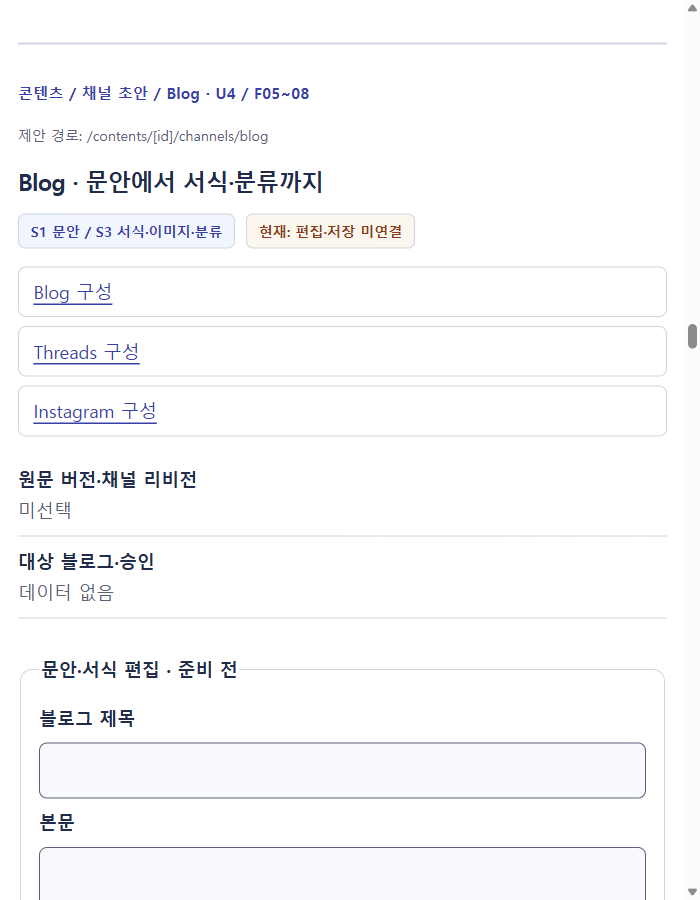 콘텐츠 / 채널 초안 / Blog · U4 / F05~08
제안 경로: /contents/[id]/channels/blog
Blog · 문안에서 서식·분류까지
S1 문안 / S3 서식·이미지·분류
현재: 편집·저장 미연결
Blog 구성
Threads 구성
Instagram 구성
원문 버전·채널 리비전
미선택
대상 블로그·승인
데이터 없음
문안·서식 편집 · 준비 전
블로그 제목
본문